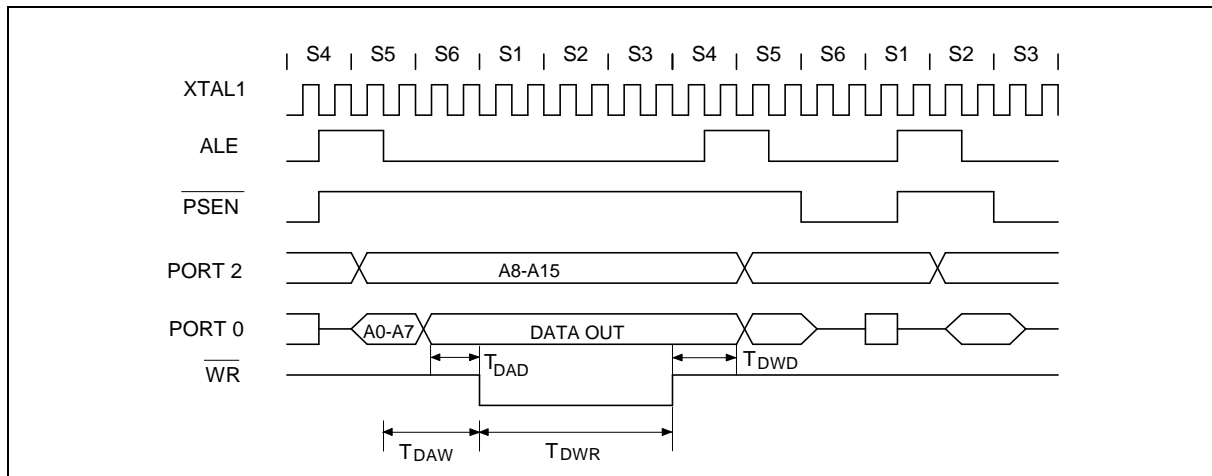 | S4 | S5 | S6 | S1 | S2 | S3 | S4 | S5 | S6 | S1 | S2 | S3 |
XTAL1
ALE
PSEN
PORT 2 A8-A15
PORT 0 A0-A7 DATA OUT
WR TDAD TDWD
TDAW TDWR